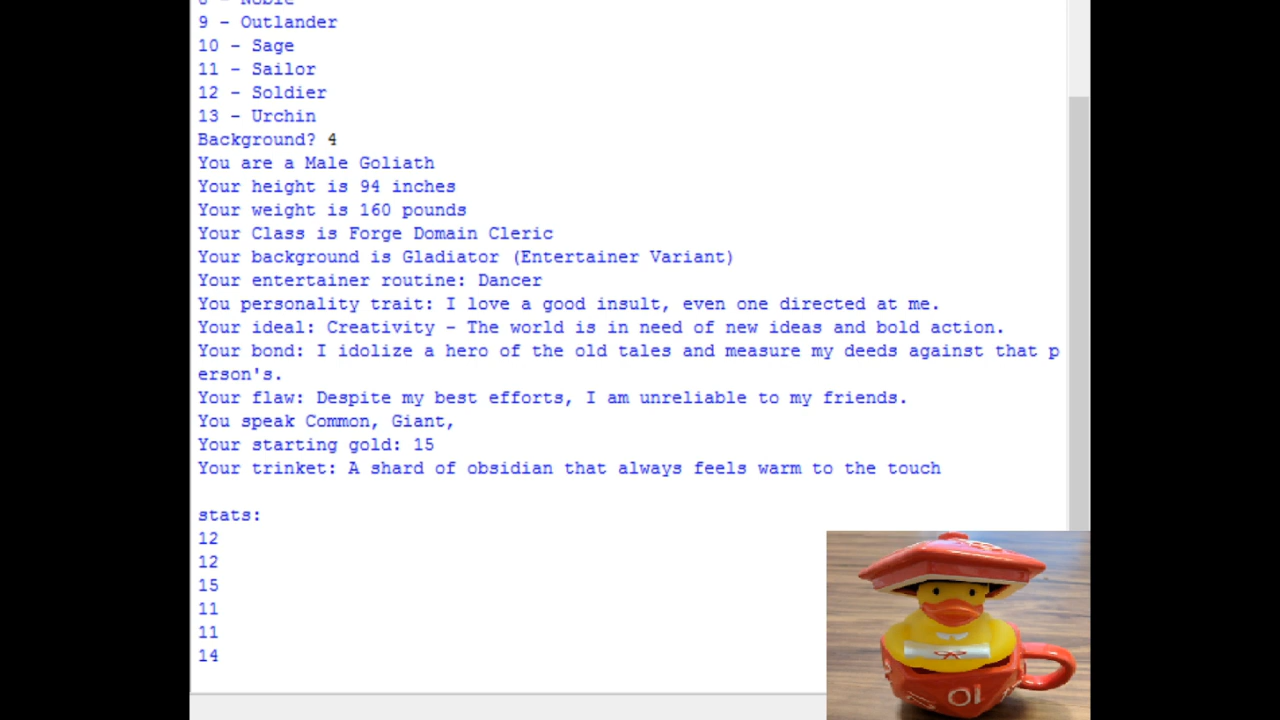 8 - Noble
9 - Outlander
10 - Sage
11 - Sailor
12 - Soldier
13 - Urchin
Background? 4
You are a Male Goliath
Your height is 94 inches
Your weight is 160 pounds
Your Class is Forge Domain Cleric
Your background is Gladiator (Entertainer Variant)
Your entertainer routine: Dancer
You personality trait: I love a good insult, even one directed at me.
Your ideal: Creativity - The world is in need of new ideas and bold action.
Your bond: I idolize a hero of the old tales and measure my deeds against that p
erson's.
Your flaw: Despite my best efforts, I am unreliable to my friends.
You speak Common, Giant,
Your starting gold: 15
Your trinket: A shard of obsidian that always feels warm to the touch
stats:
12
12
15
11
11
14
10